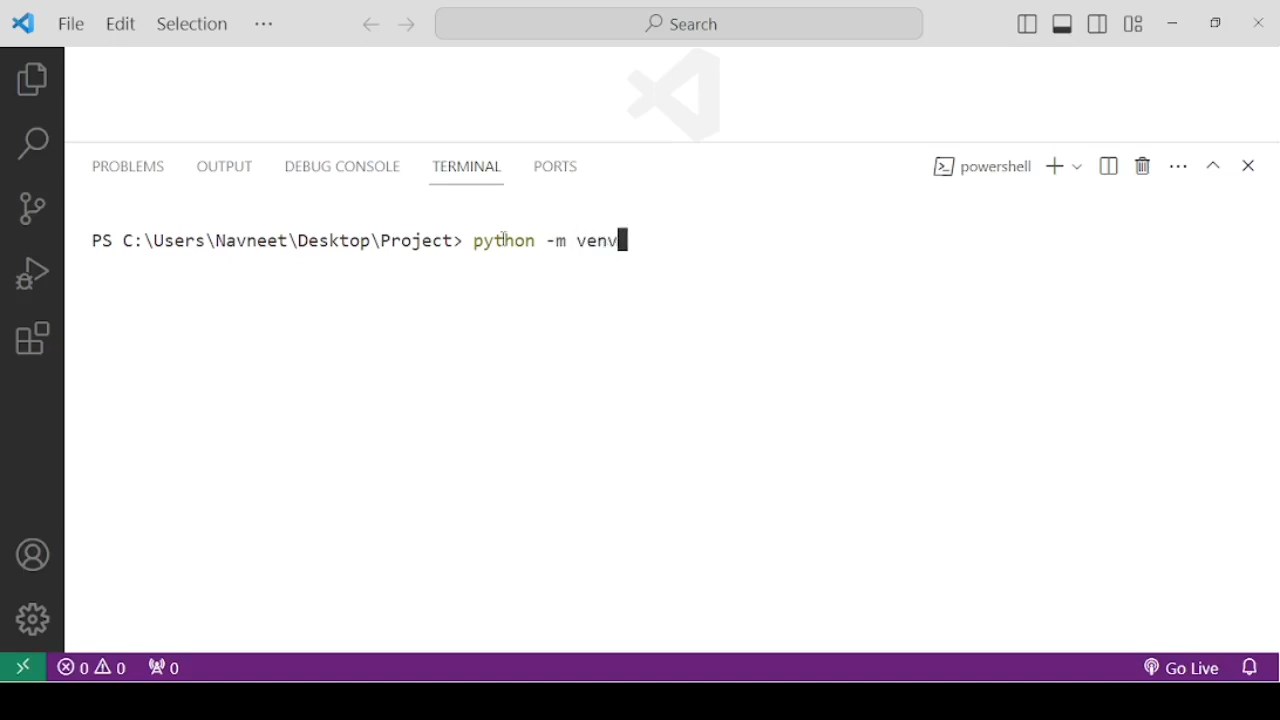 File Edit Selection ··· Search
PROBLEMS OUTPUT DEBUG CONSOLE TERMINAL PORTS powershell
PS C:\Users\Navneet\Desktop\Project> python -m venv
0 0 0 Go Live